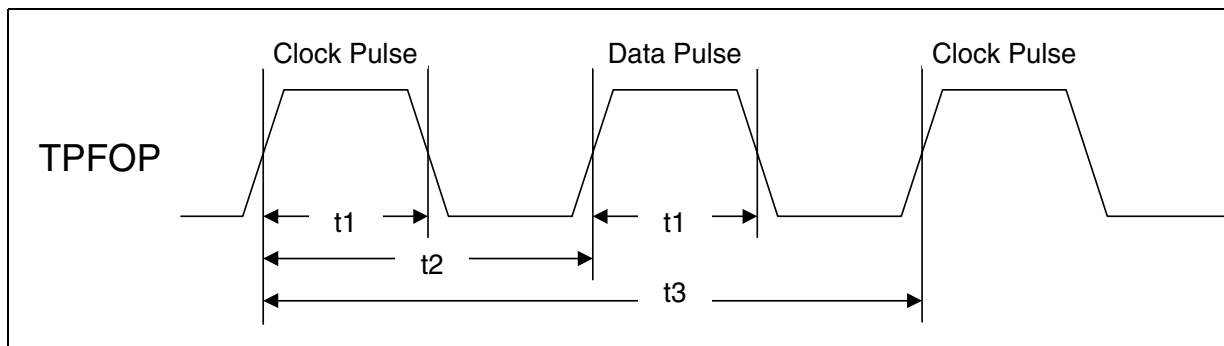 Clock Pulse Data Pulse Clock Pulse
TPFOP
t1 t1
t2
t3